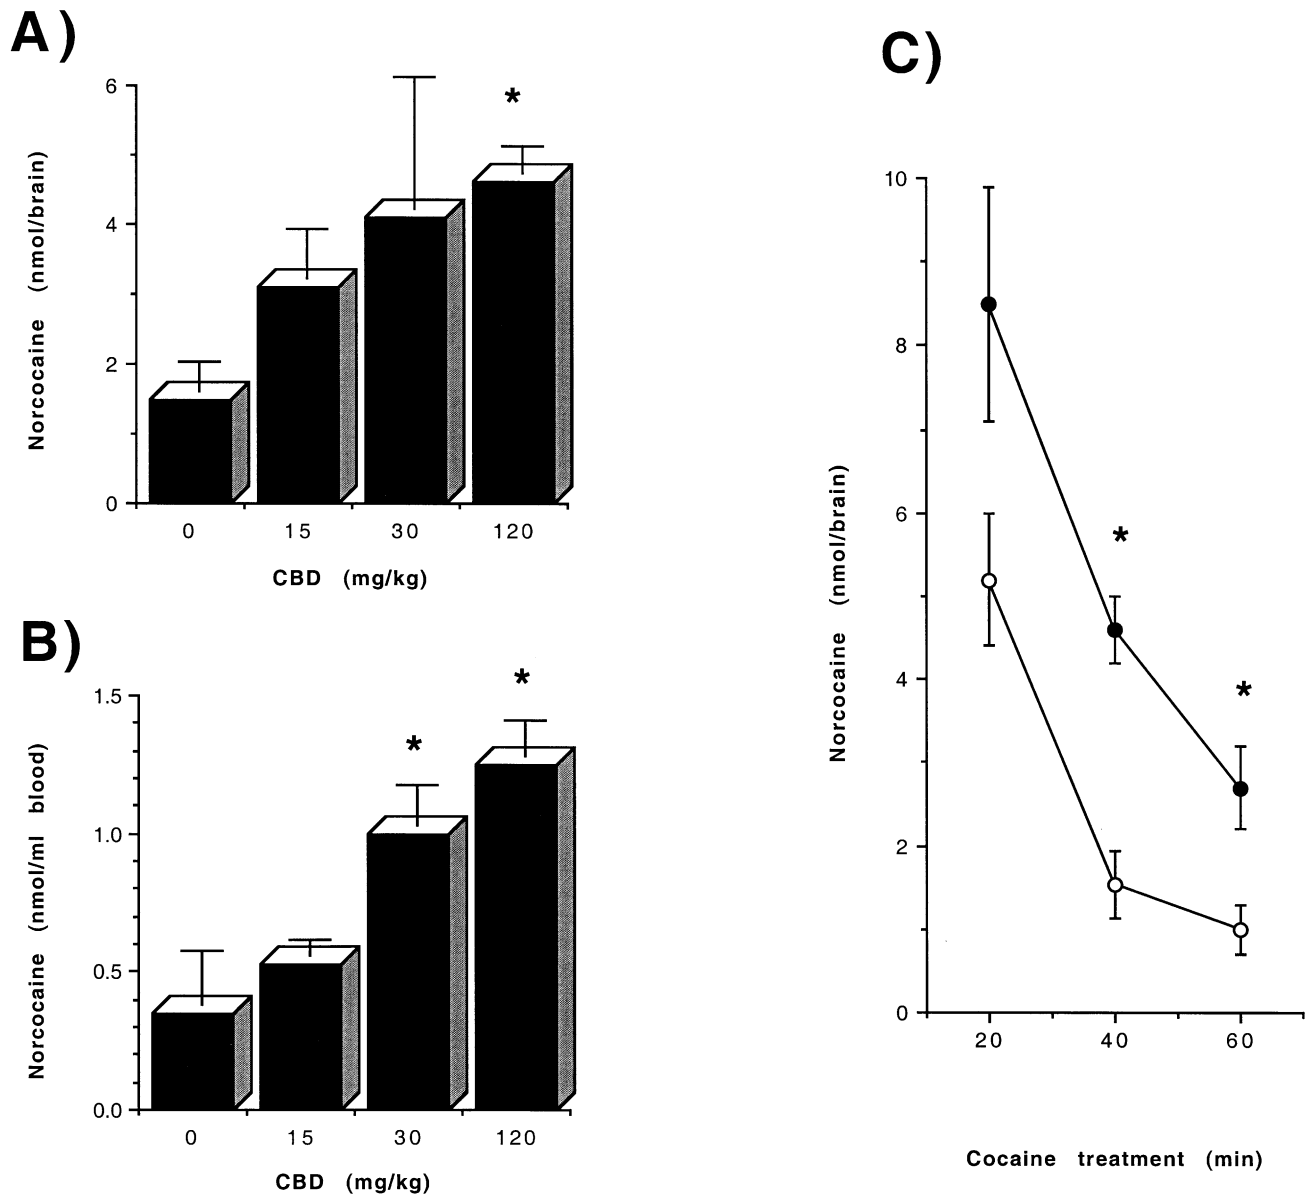 A)
Norcocaine (nmol/brain)
6
4
2
0
*
0 15 30 120
CBD (mg/kg)
B)
Norcocaine (nmol/ml blood)
1.5
1.0
0.5
0.0
*
*
0 15 30 120
CBD (mg/kg)
C)
Norcocaine (nmol/brain)
10
8
6
4
2
0
*
*
20 40 60
Cocaine treatment (min)